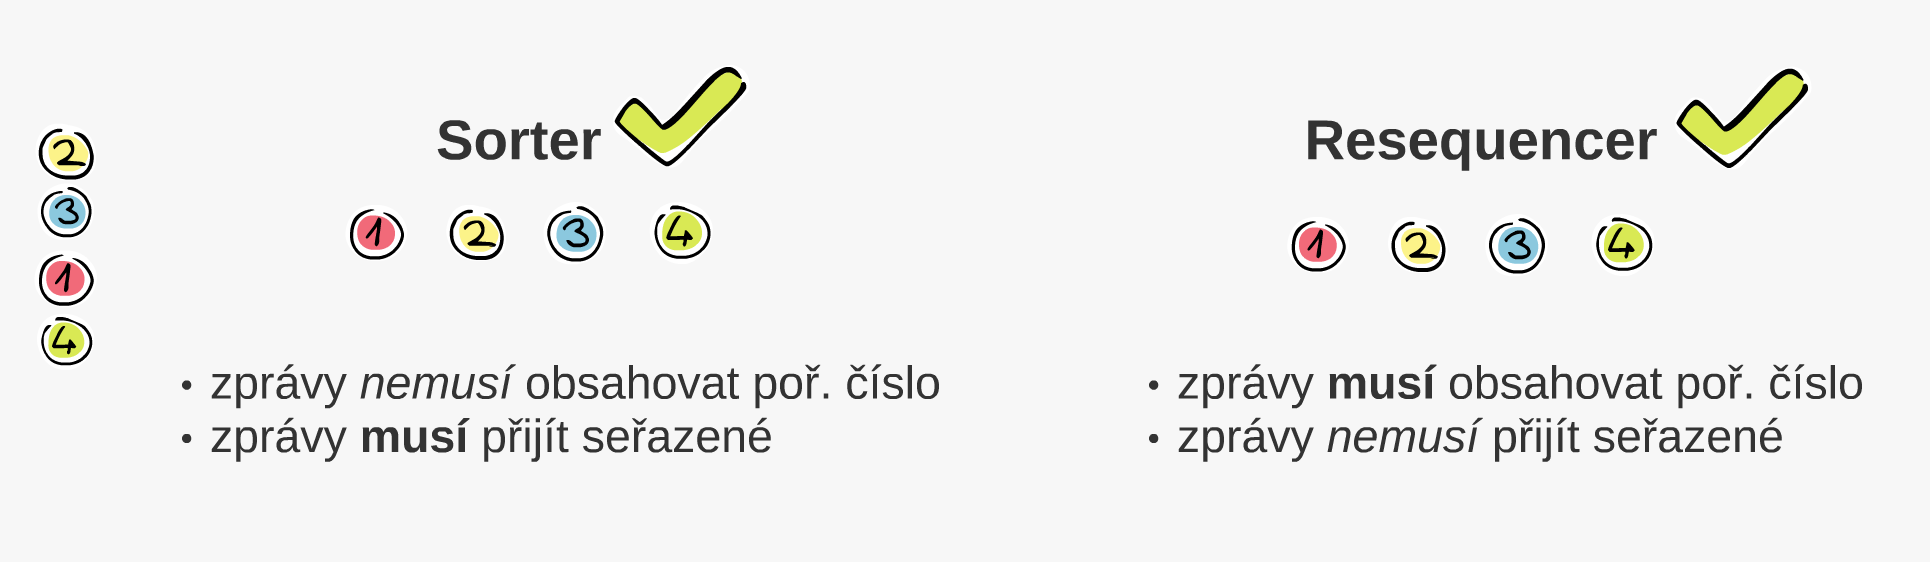 Sorter
Resequencer
2
3
1
4
1 2 3 4
1 2 3 4
• zprávy nemusí obsahovat poř. číslo
• zprávy musí přijít seřazené
• zprávy musí obsahovat poř. číslo
• zprávy nemusí přijít seřazené